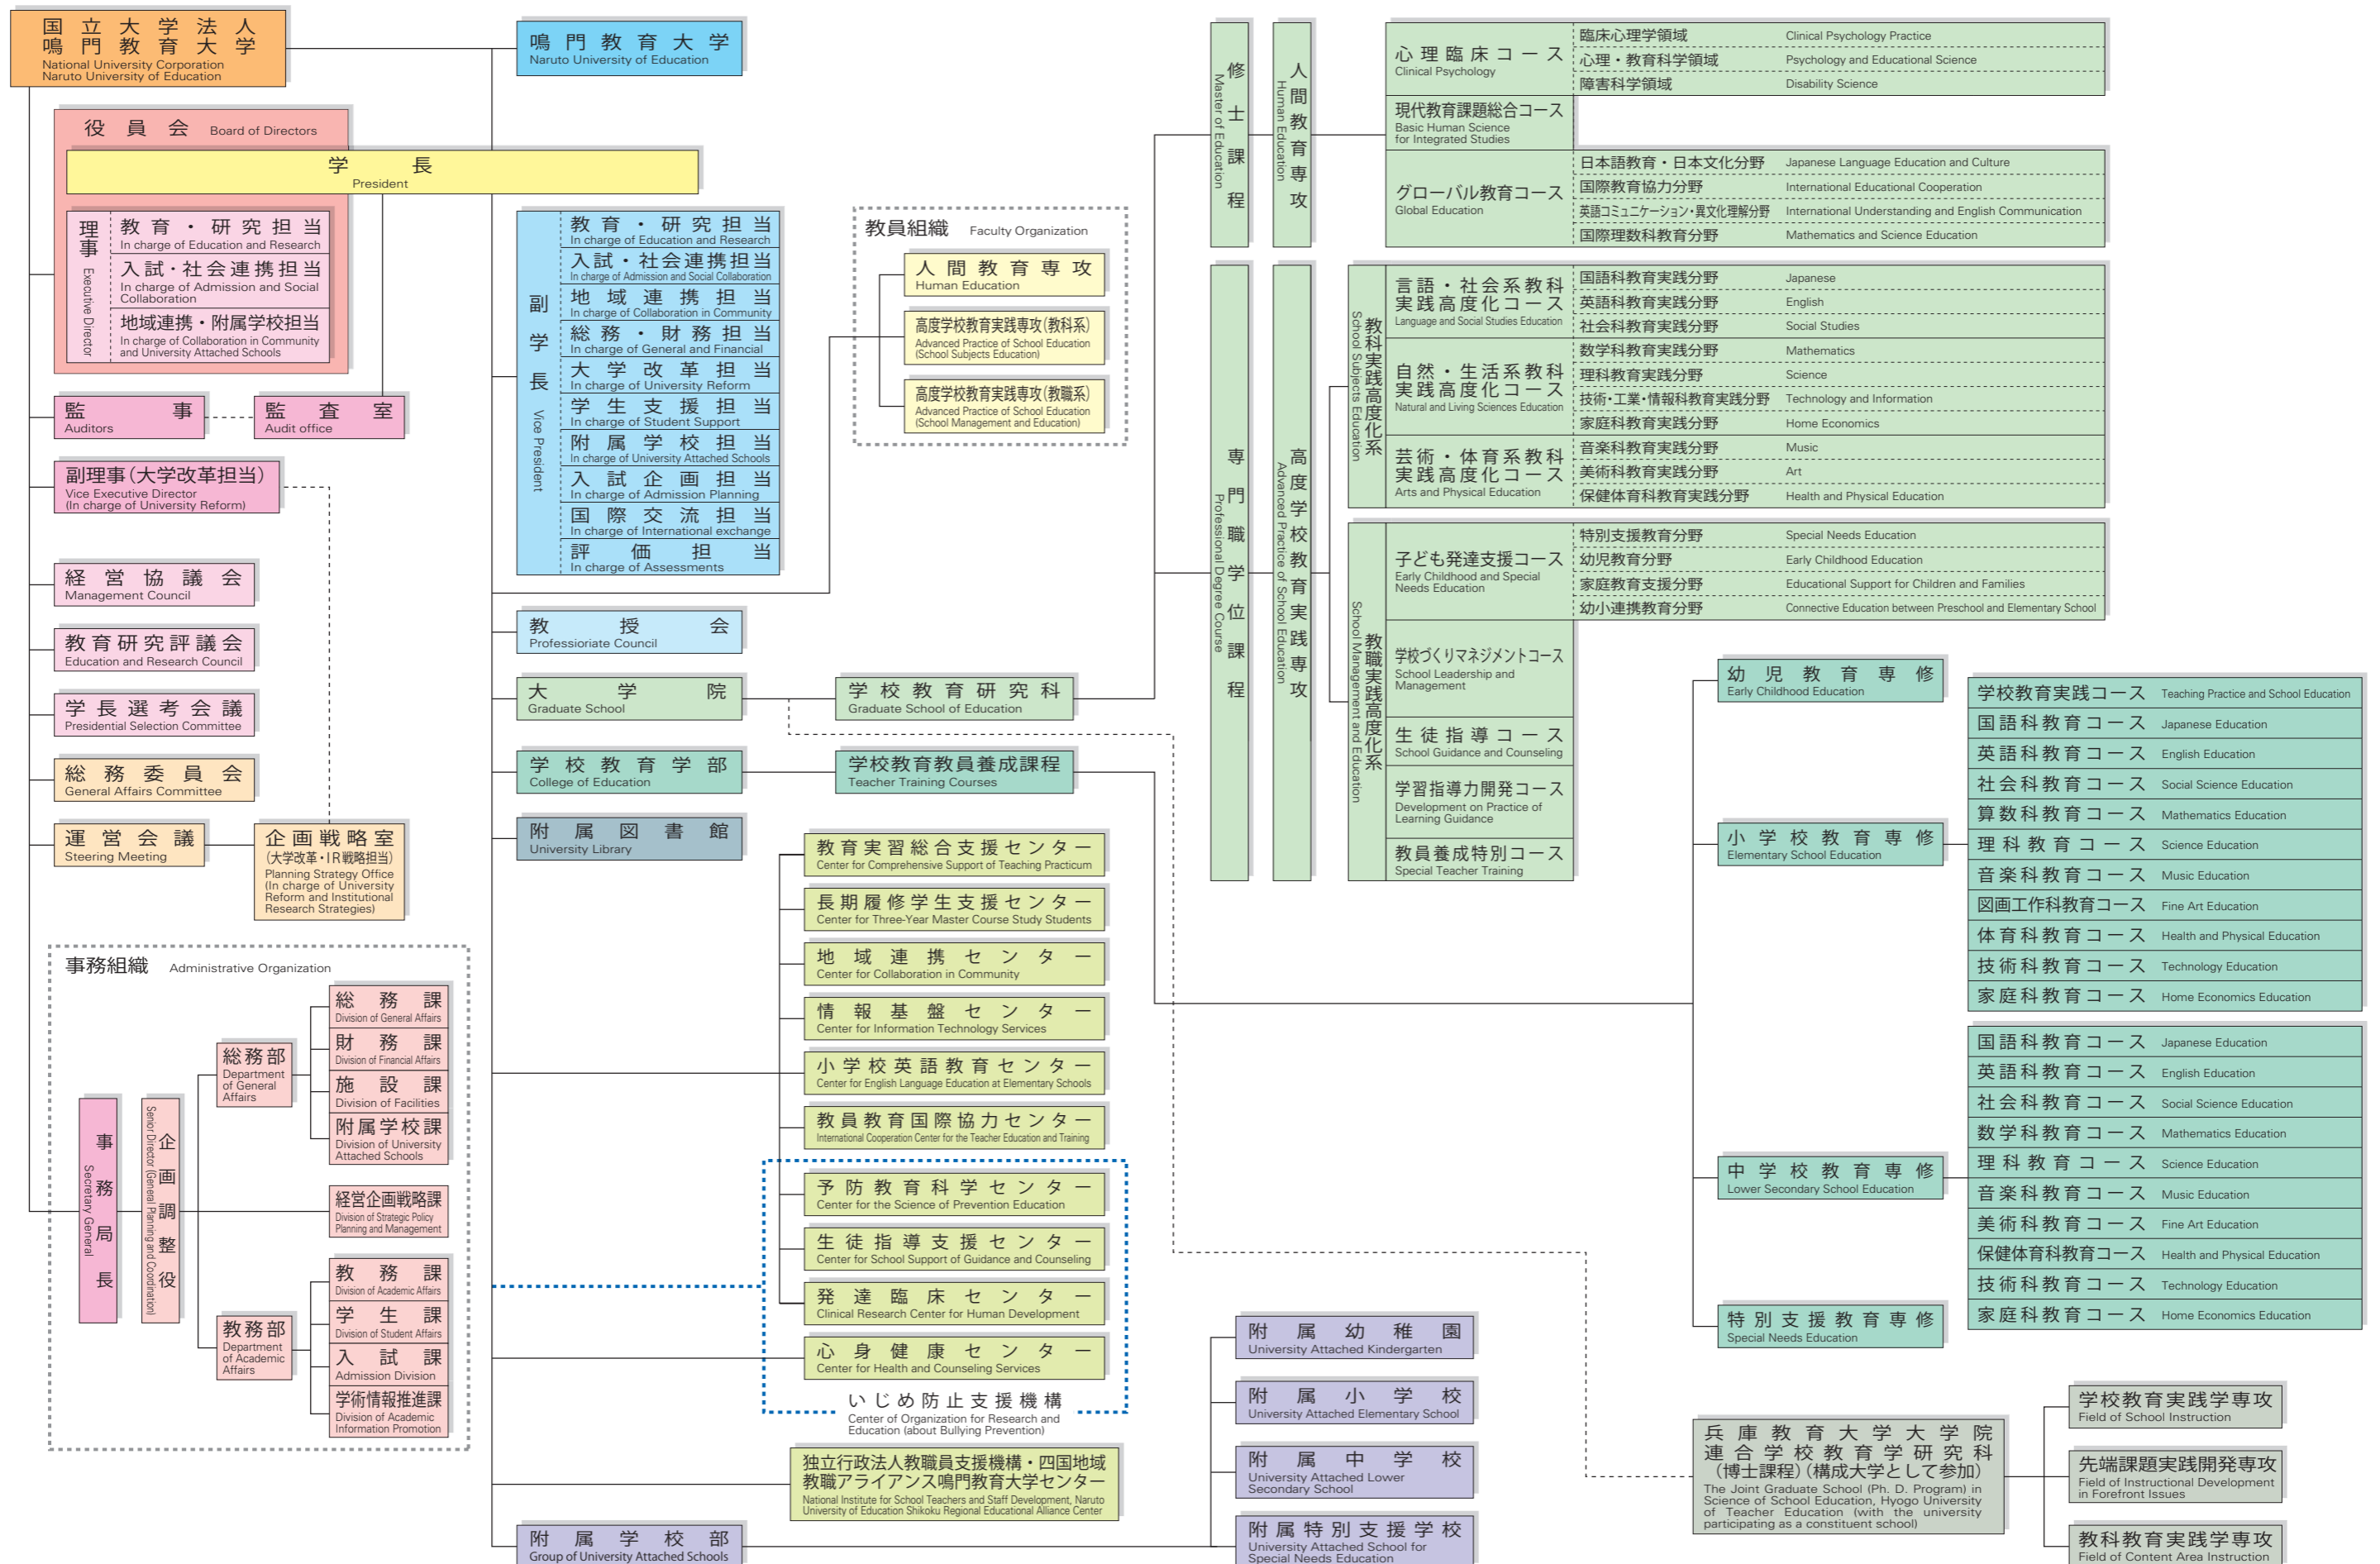 国立大学法人
鳴門教育大学
National University Corporation
Naruto University of Education
鳴門教育大学
Naruto University of Education
役員会 Board of Directors
学長
President
理事 Executive Director
教育・研究担当
In charge of Education and Research
入試・社会連携担当
In charge of Admission and Social
Collaboration
地域連携・附属学校担当
In charge of Collaboration in Community
and University Attached Schools
監事
Auditors
監査室
Audit office
副理事(大学改革担当)
Vice Executive Director
(In charge of University Reform)
経営協議会
Management Council
教育研究評議会
Education and Research Council
学長選考会議
Presidential Selection Committee
総務委員会
General Affairs Committee
運営会議
Steering Meeting
企画戦略室
(大学改革・IR戦略担当)
Planning Strategy Office
(In charge of University
Reform and Institutional
Research Strategies)
事務組織 Administrative Organization
事務局長
Secretary General
企画調整役
Senior Director (General Planning and Coordination)
総務部
Department
of General
Affairs
総務課
Division of General Affairs
財務課
Division of Financial Affairs
施設課
Division of Facilities
附属学校課
Division of University
Attached Schools
経営企画戦略課
Division of Strategic Policy
Planning and Management
教務部
Department
of Academic
Affairs
教務課
Division of Academic Affairs
学生課
Division of Student Affairs
入試課
Admission Division
学術情報推進課
Division of Academic
Information Promotion
副学長
Vice President
教育・研究担当
In charge of Education and Research
入試・社会連携担当
In charge of Admission and Social Collaboration
地域連携担当
In charge of Collaboration in Community
総務・財務担当
In charge of General and Financial
大学改革担当
In charge of University Reform
学生支援担当
In charge of Student Support
附属学校担当
In charge of University Attached Schools
入試企画担当
In charge of Admission Planning
国際交流担当
In charge of International exchange
評価担当
In charge of Assessments
教員組織 Faculty Organization
人間教育専攻
Human Education
高度学校教育実践専攻(教科系)
Advanced Practice of School Education
(School Subjects Education)
高度学校教育実践専攻(教職系)
Advanced Practice of School Education
(School Management and Education)
教授会
Professioriate Council
大学院
Graduate School
学校教育研究科
Graduate School of Education
学校教育学部
College of Education
学校教育教員養成課程
Teacher Training Courses
附属図書館
University Library
教育実習総合支援センター
Center for Comprehensive Support of Teaching Practicum
長期履修学生支援センター
Center for Three-Year Master Course Study Students
地域連携センター
Center for Collaboration in Community
情報基盤センター
Center for Information Technology Services
小学校英語教育センター
Center for English Language Education at Elementary Schools
教員教育国際協力センター
International Cooperation Center for the Teacher Education and Training
予防教育科学センター
Center for the Science of Prevention Education
生徒指導支援センター
Center for School Support of Guidance and Counseling
発達臨床センター
Clinical Research Center for Human Development
心身健康センター
Center for Health and Counseling Services
いじめ防止支援機構
Center of Organization for Research and
Education (about Bullying Prevention)
独立行政法人教職員支援機構・四国地域
教職アライアンス鳴門教育大学センター
National Institute for School Teachers and Staff Development, Naruto
University of Education Shikoku Regional Educational Alliance Center
附属学校部
Group of University Attached Schools
附属幼稚園
University Attached Kindergarten
附属小学校
University Attached Elementary School
附属中学校
University Attached Lower
Secondary School
附属特別支援学校
University Attached School for
Special Needs Education
修士課程
Master of Education
人間教育専攻
Human Education
心理臨床コース
Clinical Psychology
臨床心理学領域 Clinical Psychology Practice
心理・教育科学領域 Psychology and Educational Science
障害科学領域 Disability Science
現代教育課題総合コース
Basic Human Science
for Integrated Studies
グローバル教育コース
Global Education
日本語教育・日本文化分野 Japanese Language Education and Culture
国際教育協力分野 International Educational Cooperation
英語コミュニケーション・異文化理解分野 International Understanding and English Communication
国際理数科教育分野 Mathematics and Science Education
専門職学位課程
Professional Degree Course
高度学校教育実践専攻
Advanced Practice of School Education
教科実践高度化系
School Subjects Education
言語・社会系教科
実践高度化コース
Language and Social Studies Education
国語科教育実践分野 Japanese
英語科教育実践分野 English
社会科教育実践分野 Social Studies
自然・生活系教科
実践高度化コース
Natural and Living Sciences Education
数学科教育実践分野 Mathematics
理科教育実践分野 Science
技術・工業・情報科教育実践分野 Technology and Information
家庭科教育実践分野 Home Economics
芸術・体育系教科
実践高度化コース
Arts and Physical Education
音楽科教育実践分野 Music
美術科教育実践分野 Art
保健体育科教育実践分野 Health and Physical Education
教職実践高度化系
School Management and Education
子ども発達支援コース
Early Childhood and Special
Needs Education
特別支援教育分野 Special Needs Education
幼児教育分野 Early Childhood Education
家庭教育支援分野 Educational Support for Children and Families
幼小連携教育分野 Connective Education between Preschool and Elementary School
学校づくりマネジメントコース
School Leadership and
Management
生徒指導コース
School Guidance and Counseling
学習指導力開発コース
Development on Practice of
Learning Guidance
教員養成特別コース
Special Teacher Training
幼児教育専修
Early Childhood Education
小学校教育専修
Elementary School Education
学校教育実践コース Teaching Practice and School Education
国語科教育コース Japanese Education
英語科教育コース English Education
社会科教育コース Social Science Education
算数科教育コース Mathematics Education
理科教育コース Science Education
音楽科教育コース Music Education
図画工作科教育コース Fine Art Education
体育科教育コース Health and Physical Education
技術科教育コース Technology Education
家庭科教育コース Home Economics Education
中学校教育専修
Lower Secondary School Education
国語科教育コース Japanese Education
英語科教育コース English Education
社会科教育コース Social Science Education
数学科教育コース Mathematics Education
理科教育コース Science Education
音楽科教育コース Music Education
美術科教育コース Fine Art Education
保健体育科教育コース Health and Physical Education
技術科教育コース Technology Education
家庭科教育コース Home Economics Education
特別支援教育専修
Special Needs Education
兵庫教育大学大学院
連合学校教育学研究科
(博士課程)(構成大学として参加)
The Joint Graduate School (Ph. D. Program) in
Science of School Education, Hyogo University
of Teacher Education (with the university
participating as a constituent school)
学校教育実践学専攻
Field of School Instruction
先端課題実践開発専攻
Field of Instructional Development
in Forefront Issues
教科教育実践学専攻
Field of Content Area Instruction